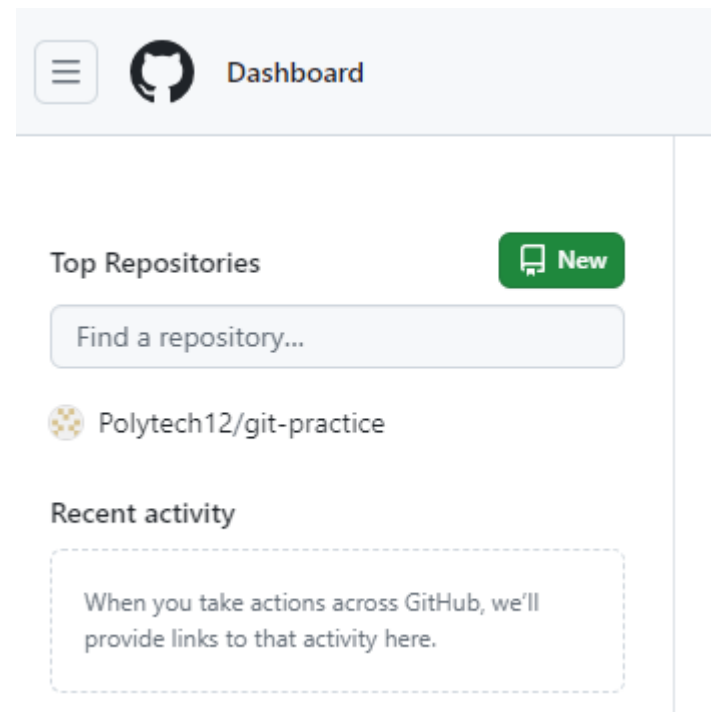 Dashboard
Top Repositories
New
Find a repository...
Polytech12/git-practice
Recent activity
When you take actions across GitHub, we'll
provide links to that activity here.